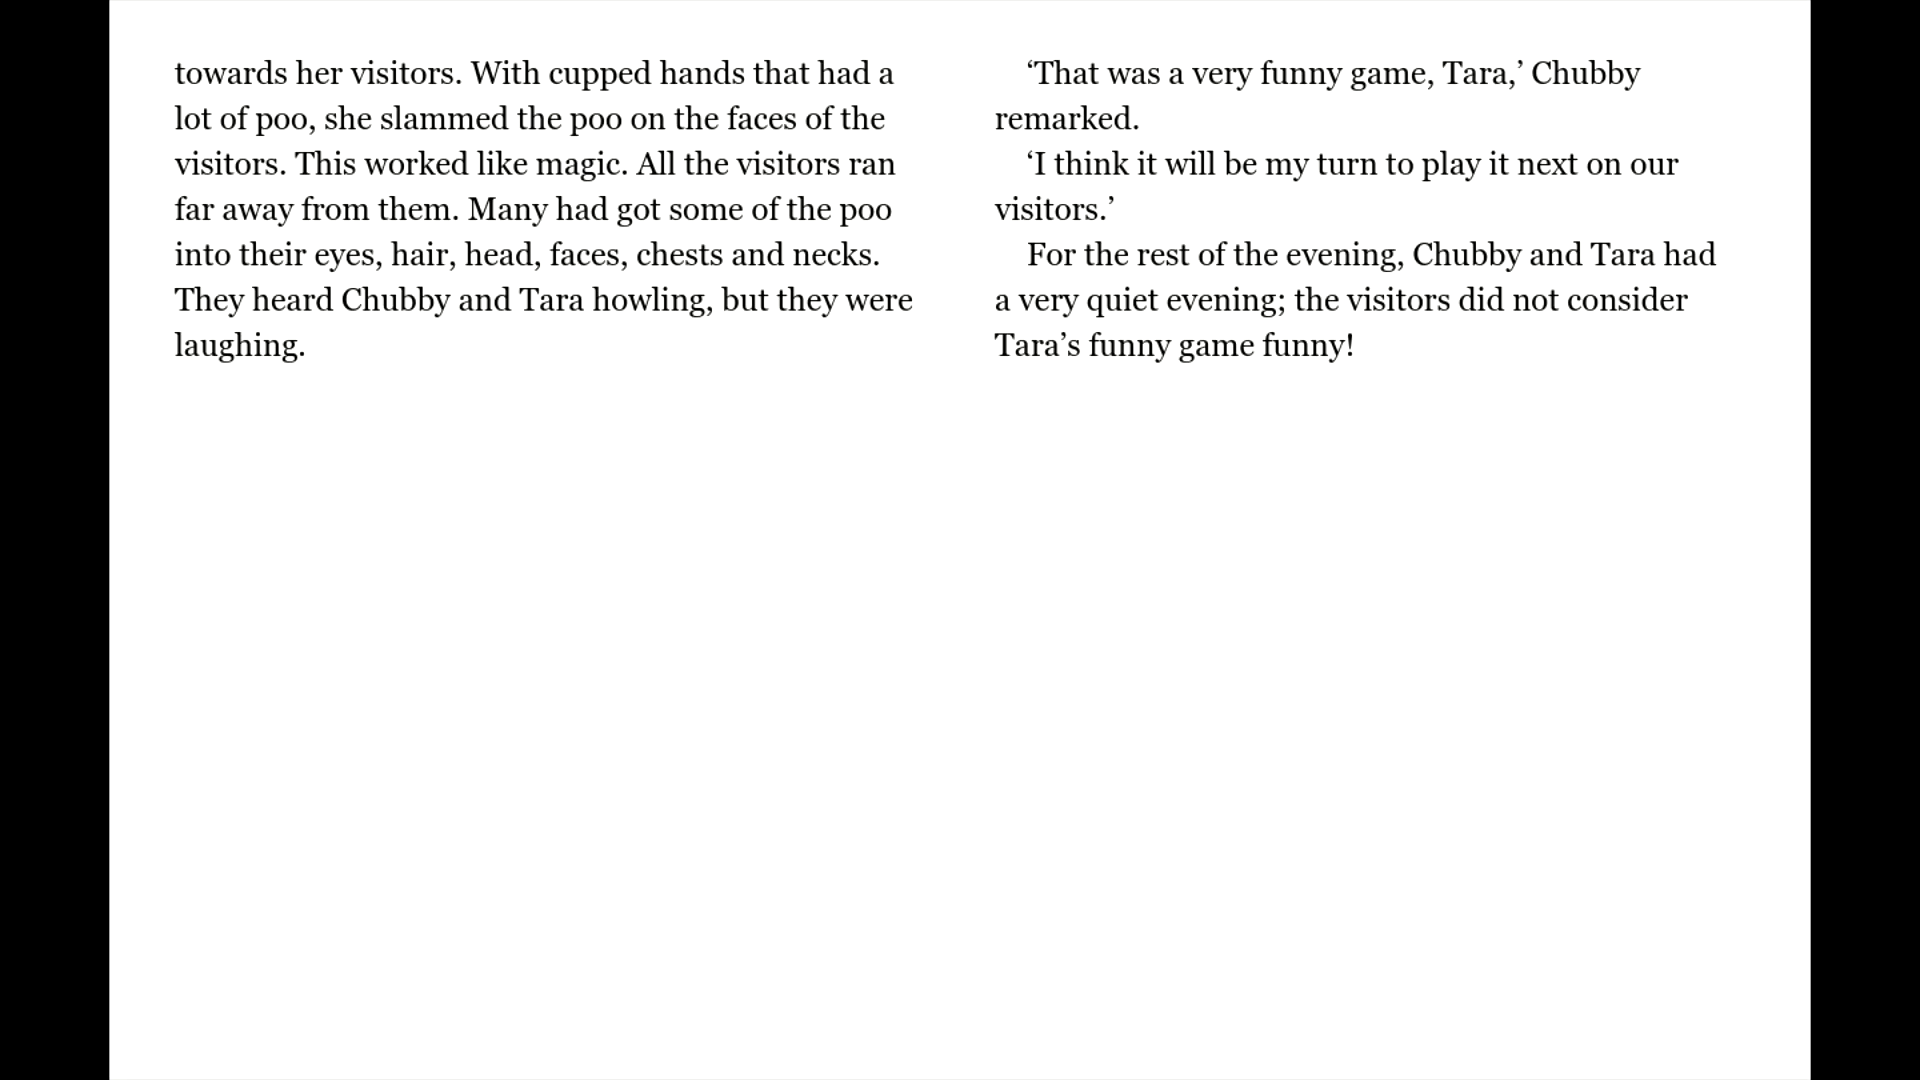 towards her visitors. With cupped hands that had a
lot of poo, she slammed the poo on the faces of the
visitors. This worked like magic. All the visitors ran
far away from them. Many had got some of the poo
into their eyes, hair, head, faces, chests and necks.
They heard Chubby and Tara howling, but they were
laughing.
‘That was a very funny game, Tara,’ Chubby
remarked.
‘I think it will be my turn to play it next on our
visitors.’
For the rest of the evening, Chubby and Tara had
a very quiet evening; the visitors did not consider
Tara’s funny game funny!